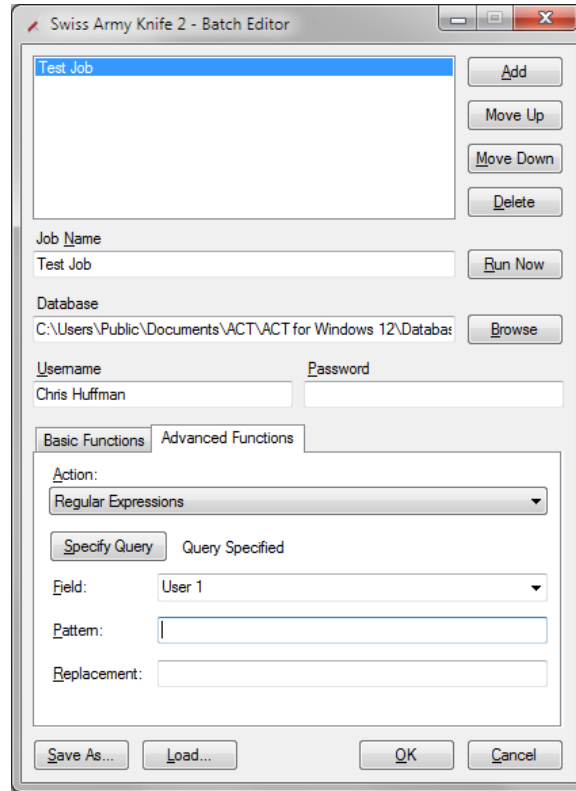 Swiss Army Knife 2 - Batch Editor
Test Job
Add
Move Up
Move Down
Delete
Job Name
Test Job
Run Now
Database
C:\Users\Public\Documents\ACT\ACT for Windows 12\Databas
Browse
Username
Password
Chris Huffman
Basic Functions
Advanced Functions
Action:
Regular Expressions
Specify Query
Query Specified
Field:
User 1
Pattern:
Replacement:
Save As...
Load...
OK
Cancel